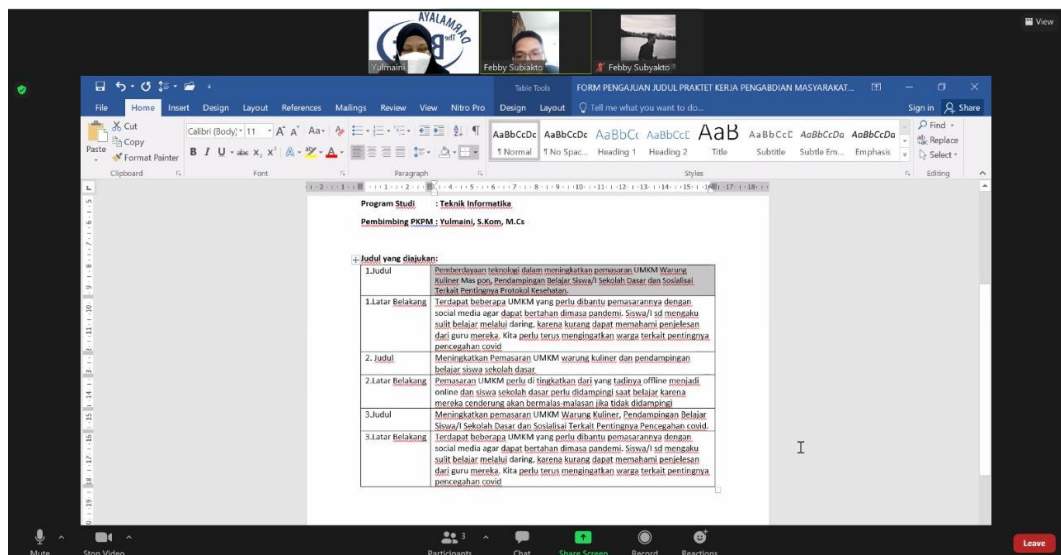 DARMAJAYA
View
Yulmaini
Febby Subiakto
Febby Subyakto
Table Tools
FORM PENGAJUAN JUDUL PRAKTET KERJA PENGABDIAN MASYARAKAT...
File Home Insert Design Layout References Mailings Review View Nitro Pro Design Layout Tell me what you want to do... Sign in Share
Cut
Copy
Format Painter
Paste
Calibri (Body) 11
AaBbCcDc AaBbCcDc AaBbCc AaBbCcC AaB AaBbCcC AaBbCcDa AaBbCcDa
¶ Normal ¶ No Spac... Heading 1 Heading 2 Title Subtitle Subtle Em... Emphasis
Find
Replace
Select
Clipboard Font Paragraph Styles Editing
Program Studi : Teknik Informatika
Pembimbing PKPM : Yulmaini, S.Kom, M.Cs
Judul yang diajukan:
1.Judul
Pemberdayaan teknologi dalam meningkatkan pemasaran UMKM Warung
Kuliner Mas pon, Pendampingan Belajar Siswa/I Sekolah Dasar dan Sosialisai
Terkait Pentingnya Protokol Kesehatan.
1.Latar Belakang
Terdapat beberapa UMKM yang perlu dibantu pemasarannya dengan
social media agar dapat bertahan dimasa pandemi. Siswa/I sd mengaku
sulit belajar melalui daring, karena kurang dapat memahami penjelesan
dari guru mereka. Kita perlu terus mengingatkan warga terkait pentingnya
pencegahan covid
2. Judul
Meningkatkan Pemasaran UMKM warung kuliner dan pendampingan
belajar siswa sekolah dasar
2.Latar Belakang
Pemasaran UMKM perlu di tingkatkan dari yang tadinya offline menjadi
online dan siswa sekolah dasar perlu didampingi saat belajar karena
mereka cenderung akan bermalas-malasan jika tidak didampingi
3.Judul
Meningkatkan pemasaran UMKM Warung Kuliner, Pendampingan Belajar
Siswa/I Sekolah Dasar dan Sosialisai Terkait Pentingnya Pencegahan covid.
3.Latar Belakang
Terdapat beberapa UMKM yang perlu dibantu pemasarannya dengan
social media agar dapat bertahan dimasa pandemi. Siswa/I sd mengaku
sulit belajar melalui daring, karena kurang dapat memahami penjelesan
dari guru mereka. Kita perlu terus mengingatkan warga terkait pentingnya
pencegahan covid
3
Mute Stop Video Participants Chat Share Screen Record Reactions
Leave